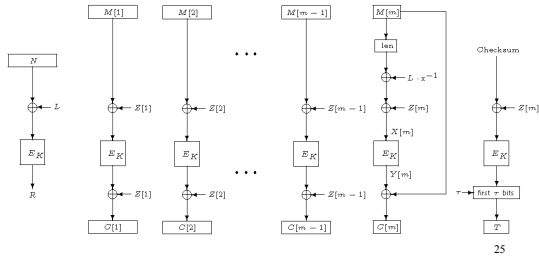 M[1] M[2] M[m − 1] M[m]
len
Checksum
N
L · x⁻¹
L Z[1] Z[2] Z[m − 1] Z[m] Z[m]
X[m]
E_K E_K E_K E_K E_K E_K
Y[m]
R Z[1] Z[2] Z[m − 1] τ first τ bits
C[1] C[2] C[m − 1] C[m] T
25